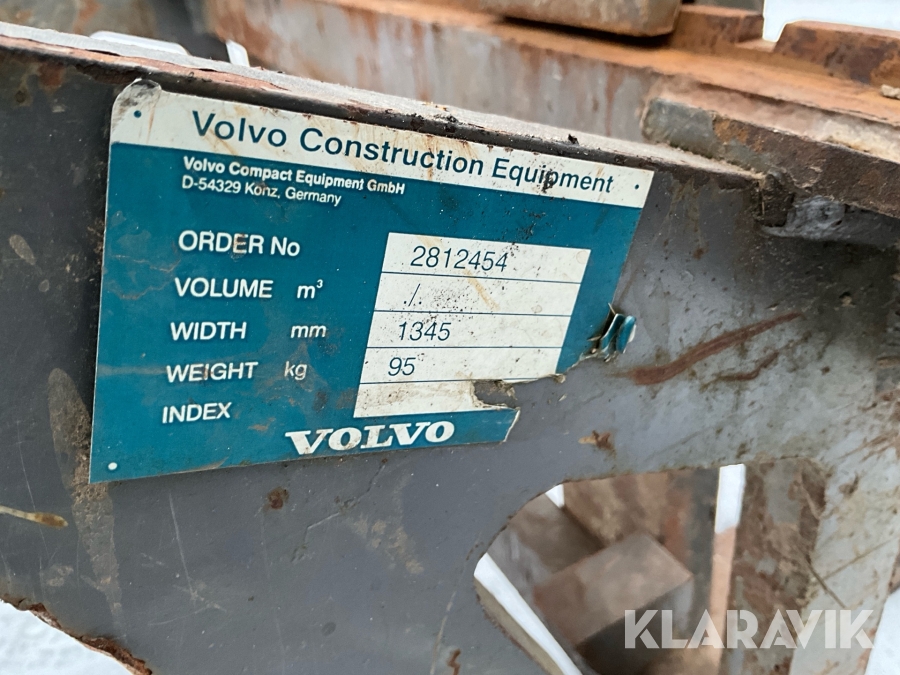 Volvo Construction Equipment
Volvo Compact Equipment GmbH
D-54329 Konz, Germany
ORDER No 2812454
VOLUME m³ ./.
WIDTH mm 1345
WEIGHT kg 95
INDEX
VOLVO
KLARAVIK